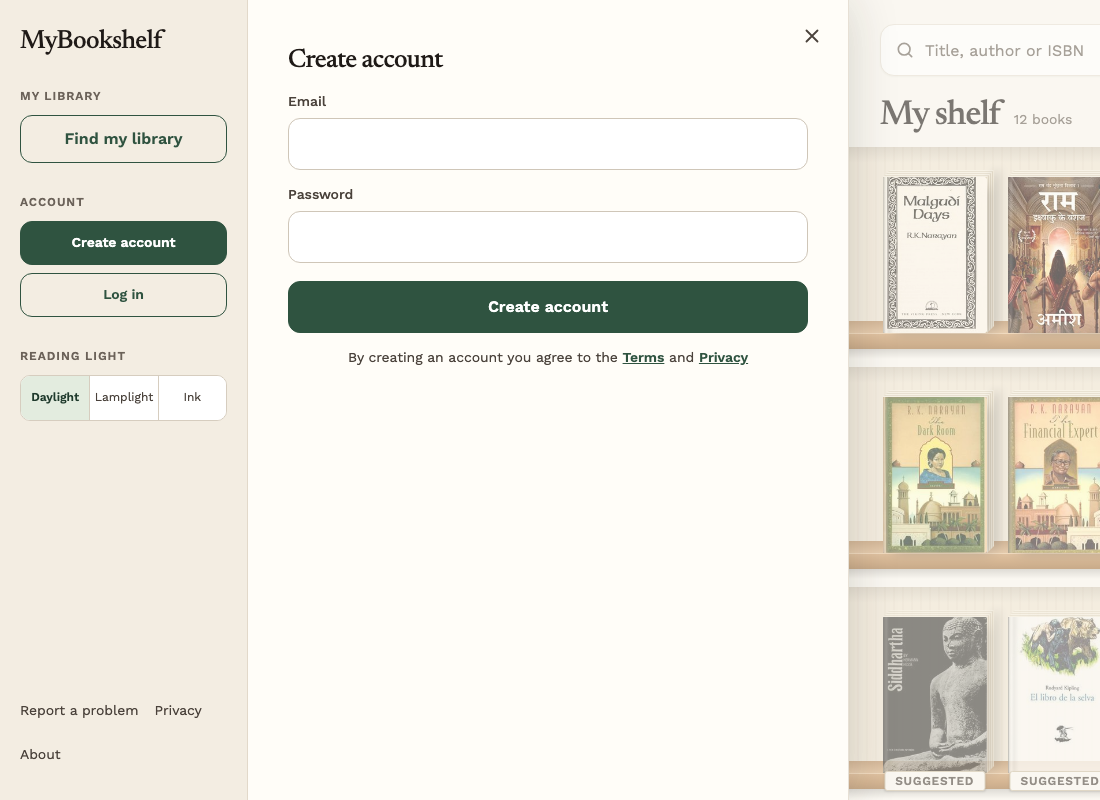 MyBookshelf
MY LIBRARY
Find my library
ACCOUNT
Create account
Log in
READING LIGHT
Daylight
Lamplight
Ink
Report a problem
Privacy
About
Create account
Email
Password
Create account
By creating an account you agree to the Terms and Privacy
Title, author or ISBN
My shelf
12 books
Malgudi
Days
R.K.Narayan
राम
इक्ष्वाकु के वंशज
अमीश
R. K. NARAYAN
The
Dark Room
R. K. NARAYAN
The
Financial Expert
Siddhartha
SUGGESTED
Rudyard Kipling
El libro de la selva
SUGGESTED